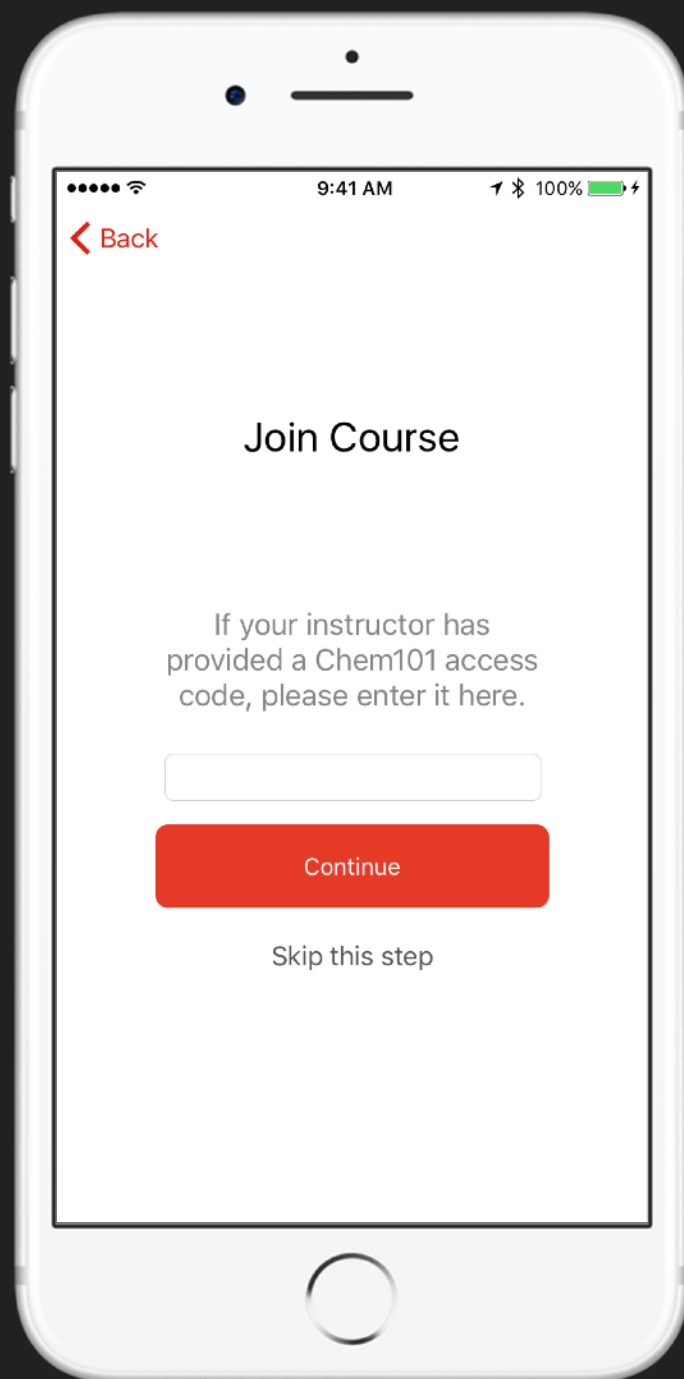 9:41 AM 100%
Back
Join Course
If your instructor has
provided a Chem101 access
code, please enter it here.
Continue
Skip this step